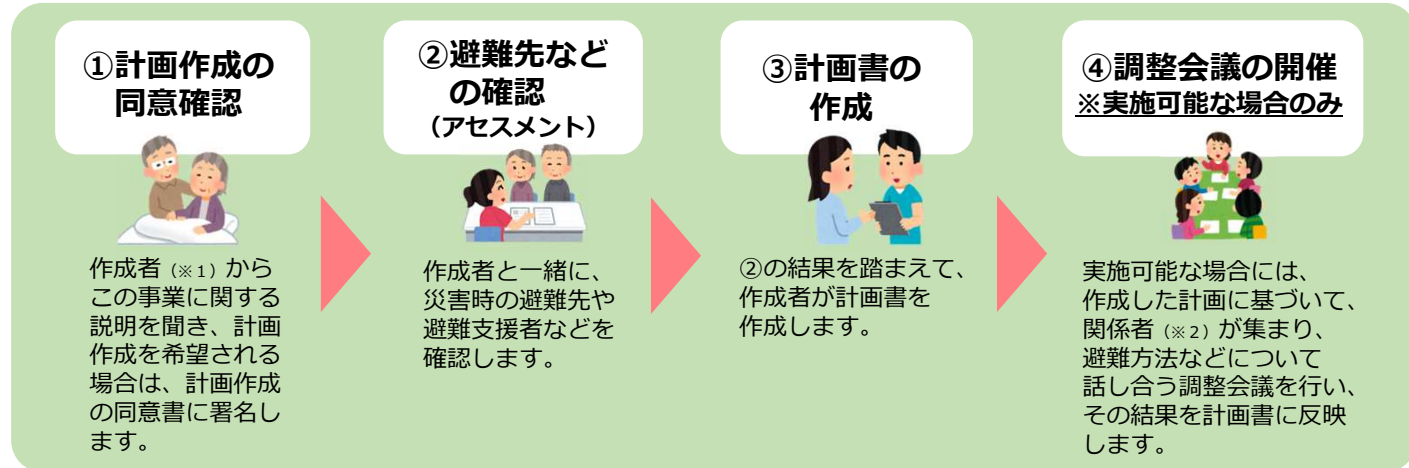 ①計画作成の
同意確認
作成者（※1）から
この事業に関する
説明を聞き、計画
作成を希望される
場合は、計画作成
の同意書に署名し
ます。
②避難先など
の確認
（アセスメント）
作成者と一緒に、
災害時の避難先や
避難支援者などを
確認します。
③計画書の
作成
②の結果を踏まえて、
作成者が計画書を
作成します。
④調整会議の開催
※実施可能な場合のみ
実施可能な場合には、
作成した計画に基づいて、
関係者（※2）が集まり、
避難方法などについて
話し合う調整会議を行い、
その結果を計画書に反映
します。